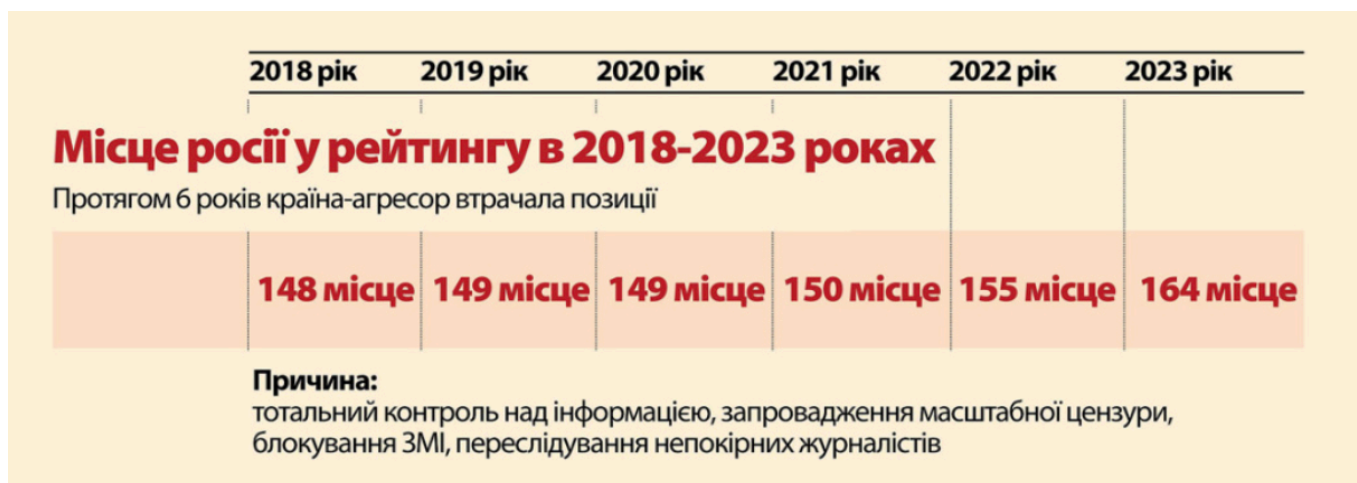 2018 рік 2019 рік 2020 рік 2021 рік 2022 рік 2023 рік
Місце росії у рейтингу в 2018-2023 роках
Протягом 6 років країна-агресор втрачала позиції
148 місце 149 місце 149 місце 150 місце 155 місце 164 місце
Причина:
тотальний контроль над інформацією, запровадження масштабної цензури,
блокування ЗМІ, переслідування непокірних журналістів